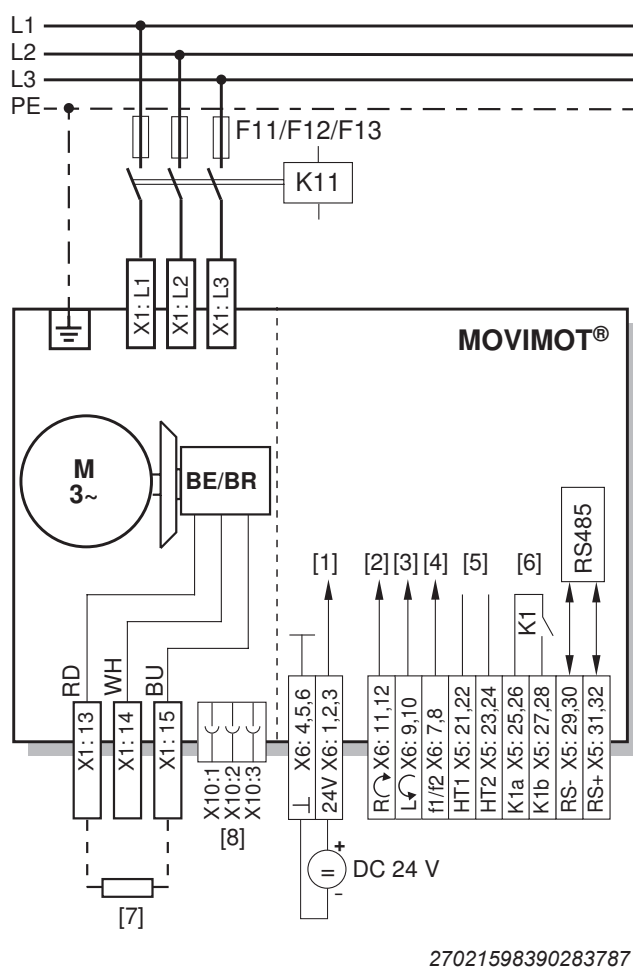 L1
L2
L3
PE
F11/F12/F13
K11
X1: L1
X1: L2
X1: L3
MOVIMOT®
M
3~
BE/BR
RS485
[1]
[2]
[3]
[4]
[5]
[6]
K1
RD
WH
BU
X1: 13
X1: 14
X1: 15
X10:1
X10:2
X10:3
[8]
⊥ X6: 4,5,6
24V X6: 1,2,3
R X6: 11,12
L X6: 9,10
f1/f2 X6: 7,8
HT1 X5: 21,22
HT2 X5: 23,24
K1a X5: 25,26
K1b X5: 27,28
RS- X5: 29,30
RS+ X5: 31,32
+
=
-
DC 24 V
[7]
27021598390283787